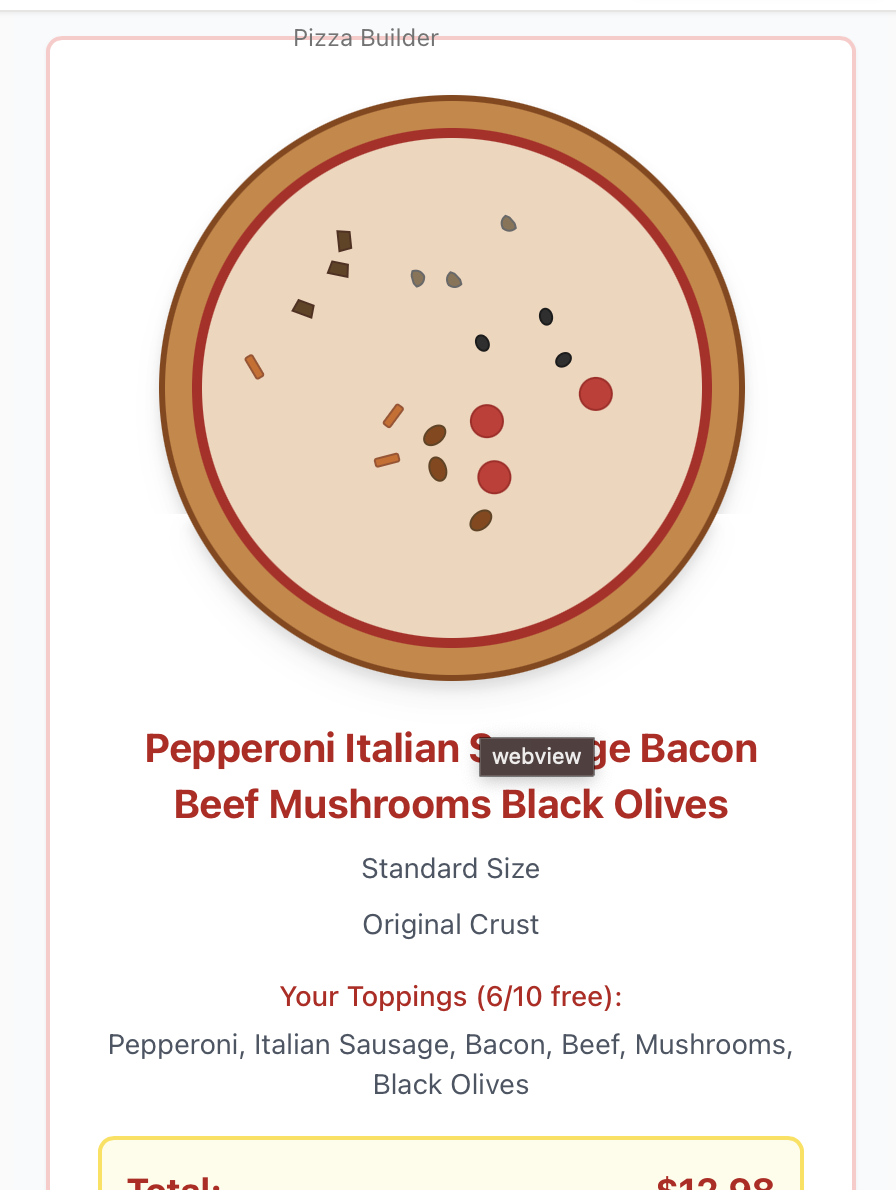 Pizza Builder
Pepperoni Italian S ge Bacon
webview
Beef Mushrooms Black Olives
Standard Size
Original Crust
Your Toppings (6/10 free):
Pepperoni, Italian Sausage, Bacon, Beef, Mushrooms,
Black Olives
Total: $12.98